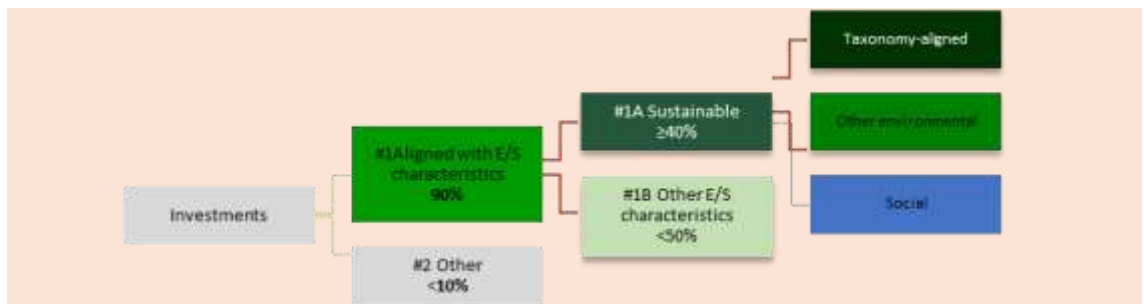 Taxonomy-aligned
#1A Sustainable
≥40%
Other environmental
#1Aligned with E/S
characteristics
90%
Investments
#1B Other E/S
characteristics
<50%
Social
#2 Other
<10%